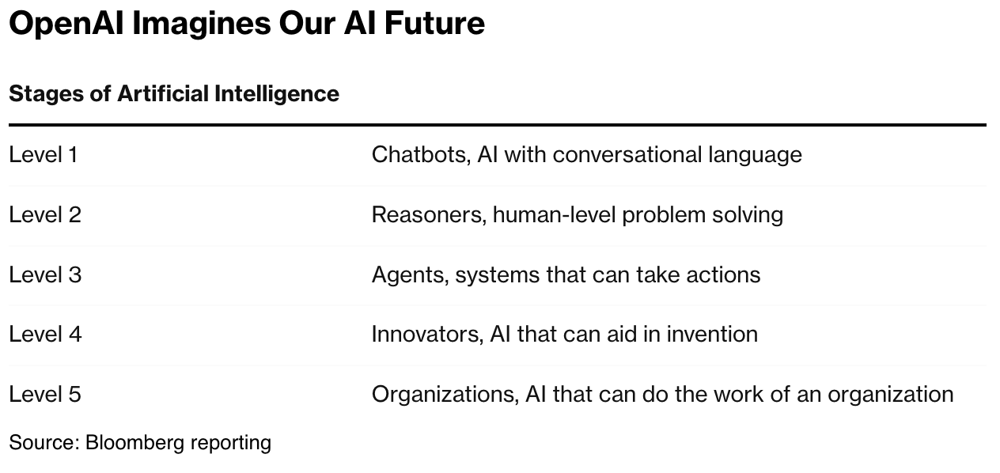 OpenAI Imagines Our AI Future
Stages of Artificial Intelligence
Level 1 Chatbots, AI with conversational language
Level 2 Reasoners, human-level problem solving
Level 3 Agents, systems that can take actions
Level 4 Innovators, AI that can aid in invention
Level 5 Organizations, AI that can do the work of an organization
Source: Bloomberg reporting